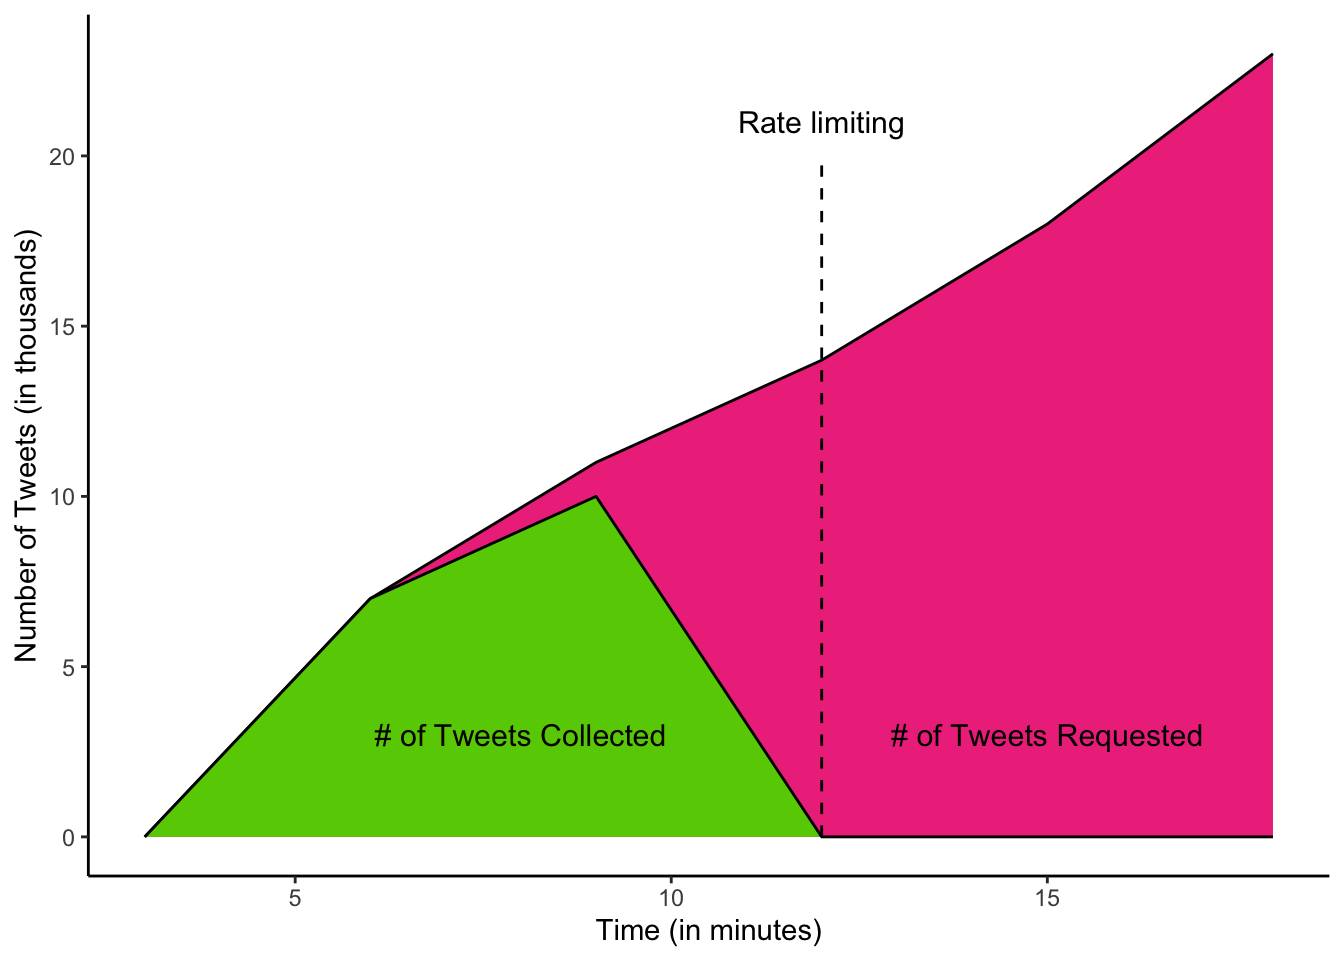 Rate limiting
20
15
10
5
0
Number of Tweets (in thousands)
# of Tweets Collected
# of Tweets Requested
5
10
15
Time (in minutes)